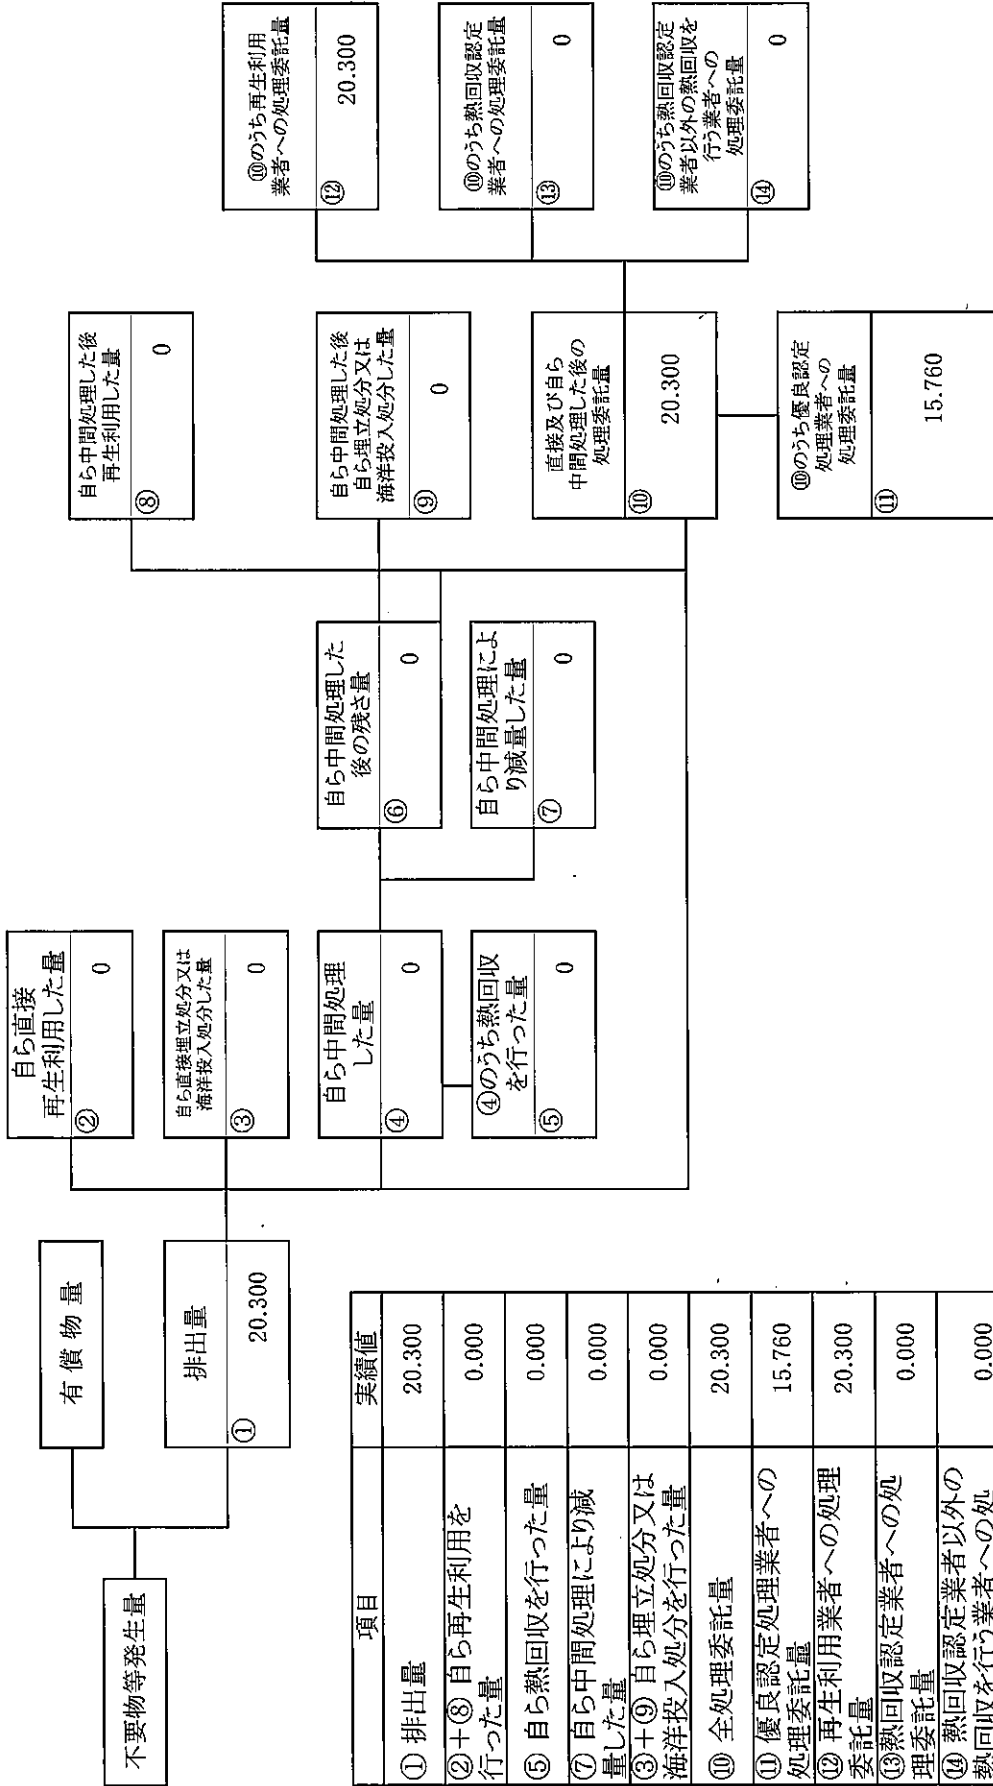 不要物等発生量
有償物量
排出量
①
20.300
自ら直接
再生利用した量
②
0
自ら直接埋立処分又は
海洋投入処分した量
③
0
自ら中間処理
した量
④
0
④のうち熱回収
を行った量
⑤
0
自ら中間処理した
後の残さ量
⑥
0
自ら中間処理によ
り減量した量
⑦
0
自ら中間処理した後
再生利用した量
⑧
0
自ら中間処理した後
自ら埋立処分又は
海洋投入処分した量
⑨
0
直接及び自ら
中間処理した後の
処理委託量
⑩
20.300
⑩のうち優良認定
処理業者への
処理委託量
⑪
15.760
⑩のうち再生利用
業者への処理委託量
⑫
20.300
⑩のうち熱回収認定
業者への処理委託量
⑬
0
⑩のうち熱回収認定
業者以外の熱回収を
行う業者への
処理委託量
⑭
0
項目 実績値
① 排出量 20.300
②+⑧ 自ら再生利用を
行った量 0.000
⑤ 自ら熱回収を行った量 0.000
⑦ 自ら中間処理により減
量した量 0.000
③+⑨ 自ら埋立処分又は
海洋投入処分を行った量 0.000
⑩ 全処理委託量 20.300
⑪ 優良認定処理業者への
処理委託量 15.760
⑫ 再生利用業者への処理
委託量 20.300
⑬熱回収認定業者への処
理委託量 0.000
⑭ 熱回収認定業者以外の
熱回収を行う業者への処 0.000